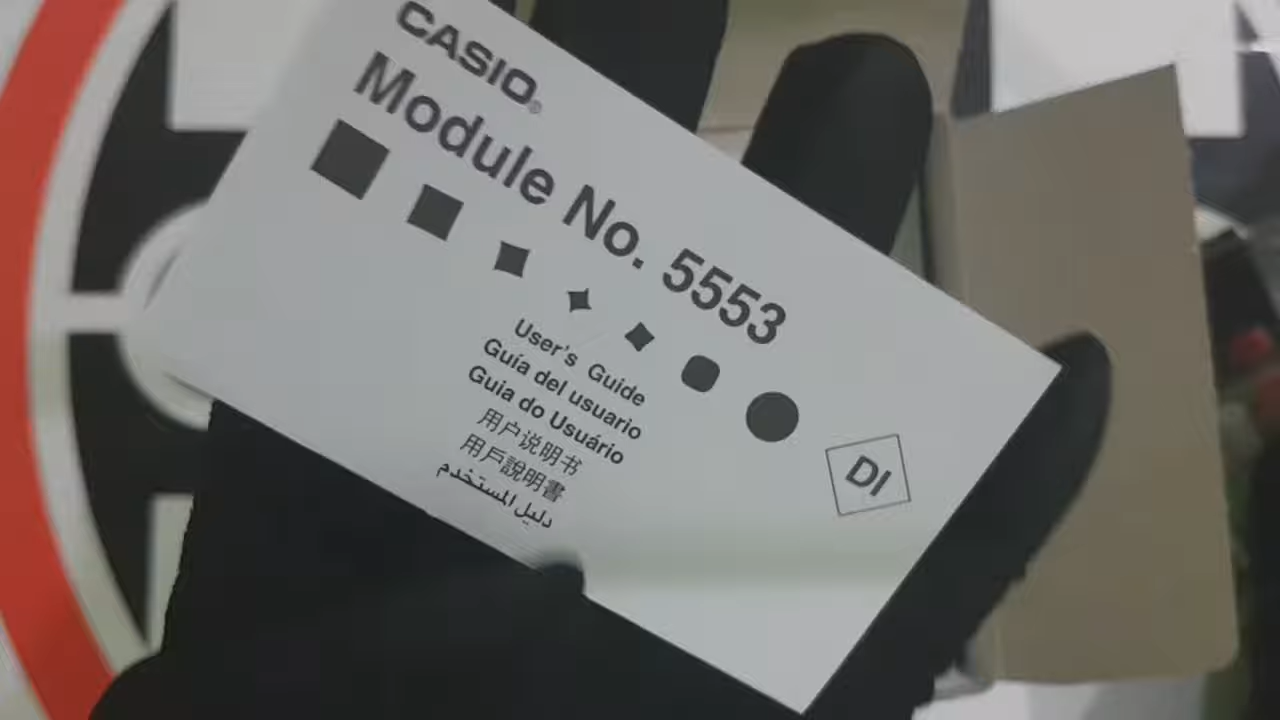 CASIO®
Module No. 5553
User's Guide
Guía del usuario
Guia do Usuário
用户说明书
用戶說明書
دليل المستخدم
DI